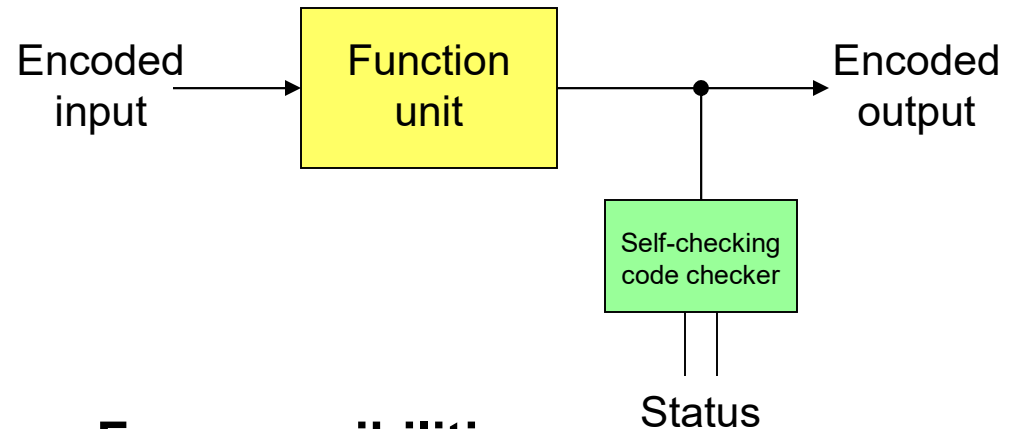 Encoded
input
Function
unit
Encoded
output
Self-checking
code checker
Status